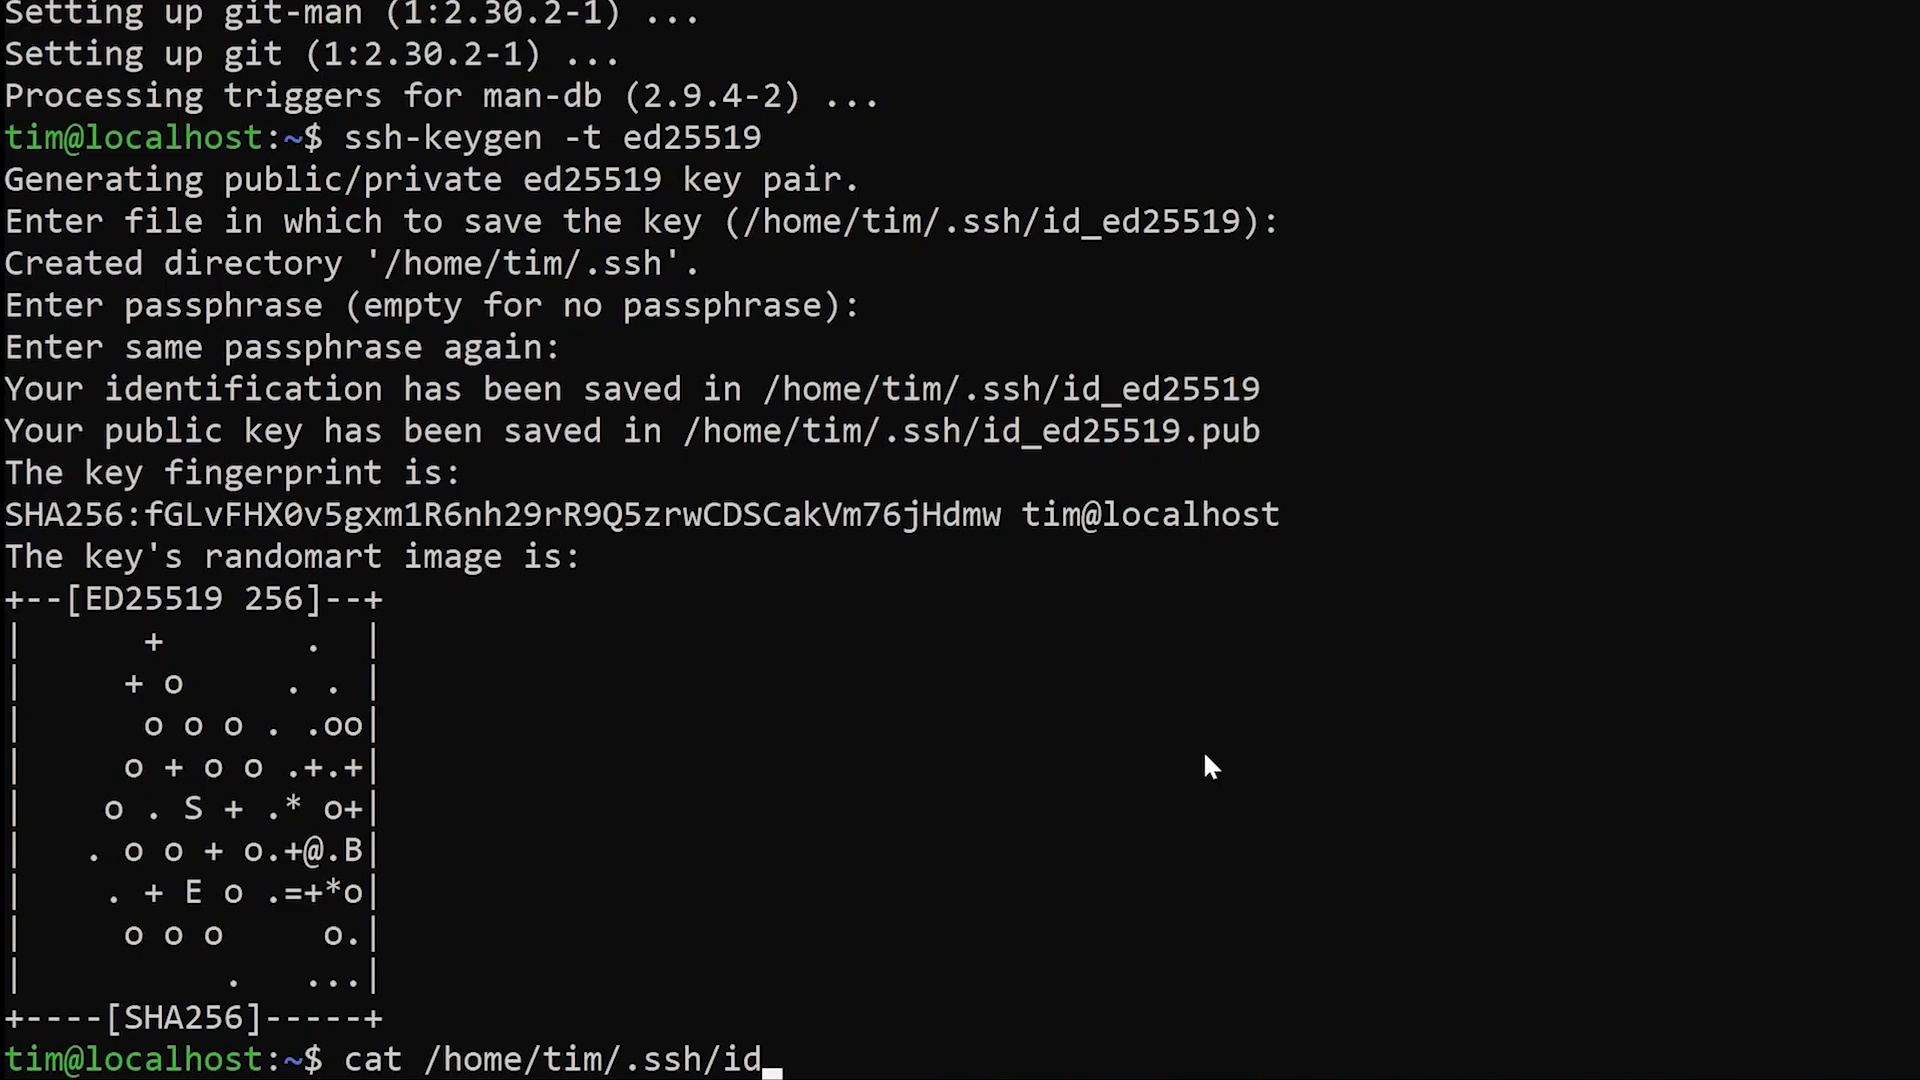 Setting up git-man (1:2.30.2-1) ...
Setting up git (1:2.30.2-1) ...
Processing triggers for man-db (2.9.4-2) ...
tim@localhost:~$ ssh-keygen -t ed25519
Generating public/private ed25519 key pair.
Enter file in which to save the key (/home/tim/.ssh/id_ed25519):
Created directory '/home/tim/.ssh'.
Enter passphrase (empty for no passphrase):
Enter same passphrase again:
Your identification has been saved in /home/tim/.ssh/id_ed25519
Your public key has been saved in /home/tim/.ssh/id_ed25519.pub
The key fingerprint is:
SHA256:fGLvFHX0v5gxm1R6nh29rR9Q5zrwCDSCakVm76jHdmw tim@localhost
The key's randomart image is:
+--[ED25519 256]--+
|      +       .  |
|     + o     . . |
|      o o o . .oo|
|     o + o o .+.+|
|    o . S + .* o+|
|   . o o + o.+@.B|
|    . + E o .=+*o|
|     o o o     o.|
|          .   ...|
+----[SHA256]-----+
tim@localhost:~$ cat /home/tim/.ssh/id